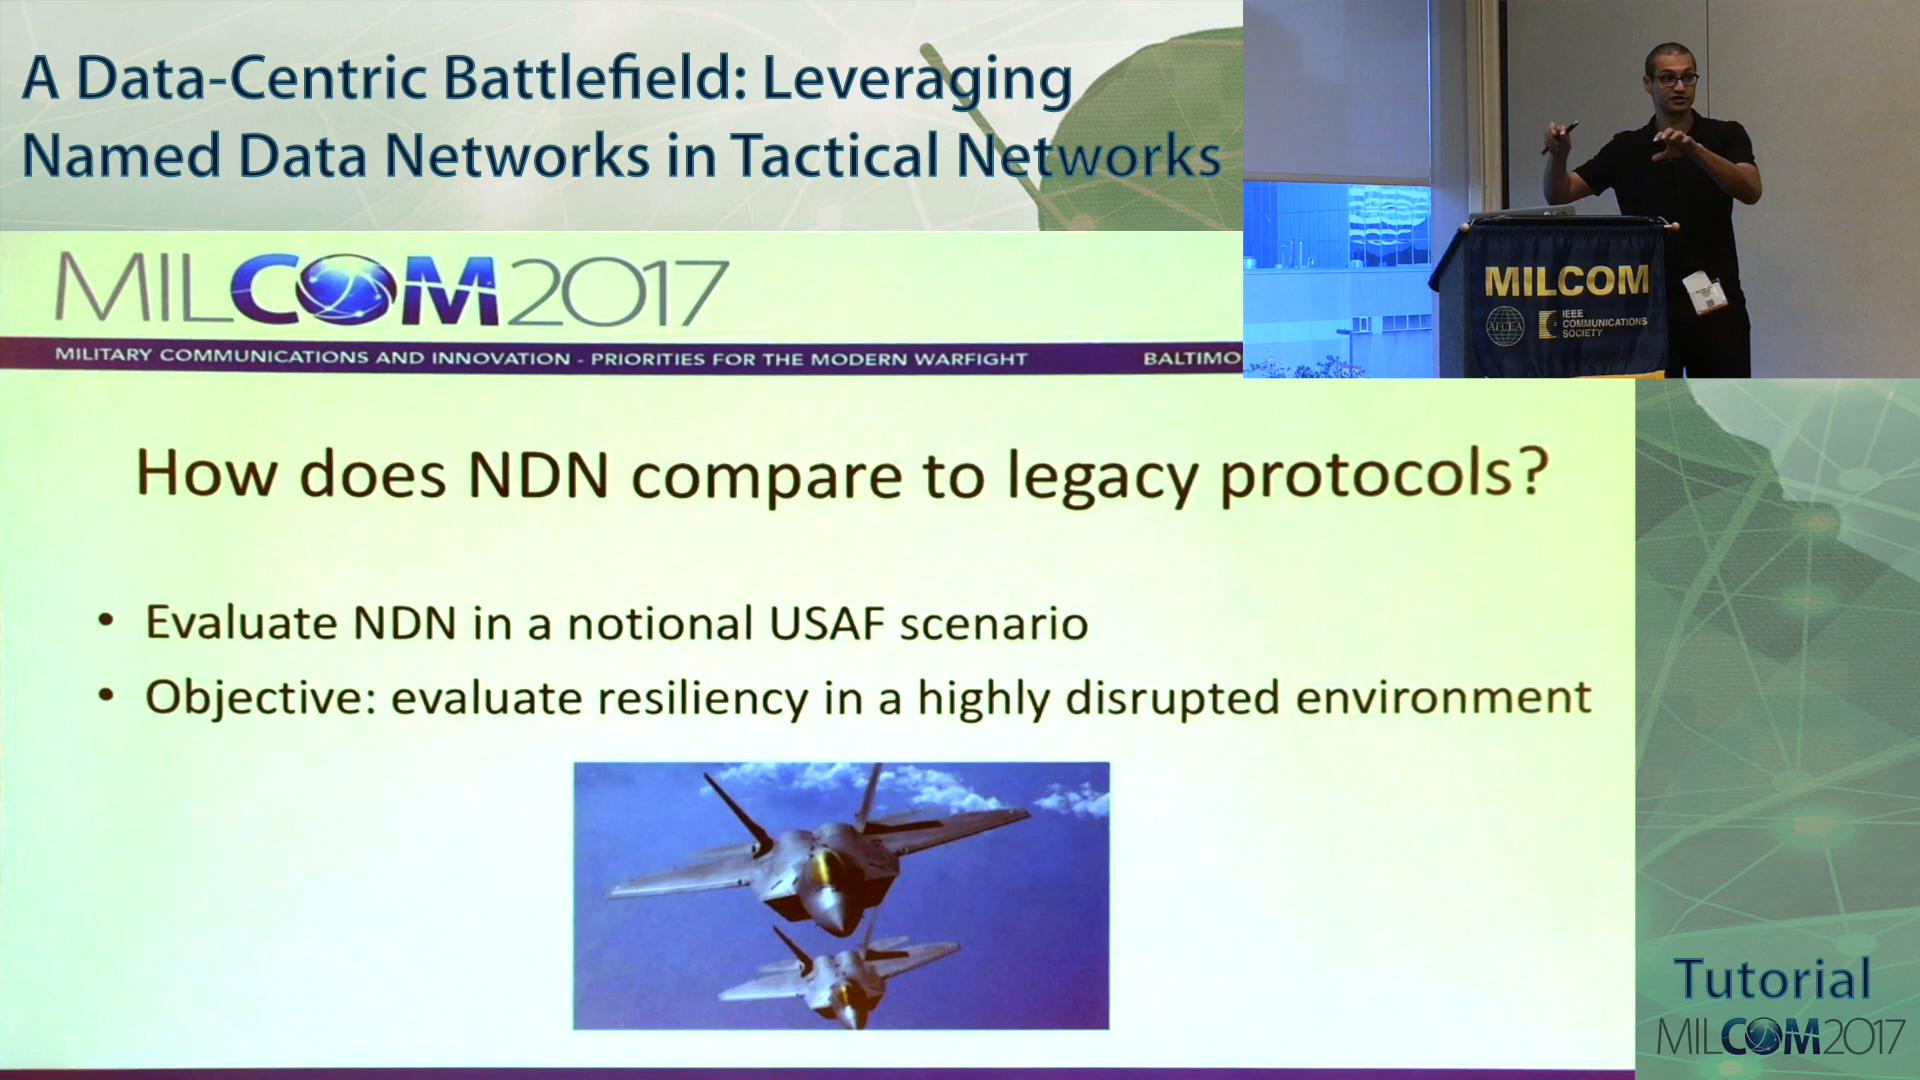 A Data-Centric Battlefield: Leveraging
Named Data Networks in Tactical Networks
MILCOM
AFCEA
IEEE
COMMUNICATIONS
SOCIETY
MILCOM2017
MILITARY COMMUNICATIONS AND INNOVATION - PRIORITIES FOR THE MODERN WARFIGHT
BALTIMO
How does NDN compare to legacy protocols?
• Evaluate NDN in a notional USAF scenario
• Objective: evaluate resiliency in a highly disrupted environment
Tutorial
MILCOM2017